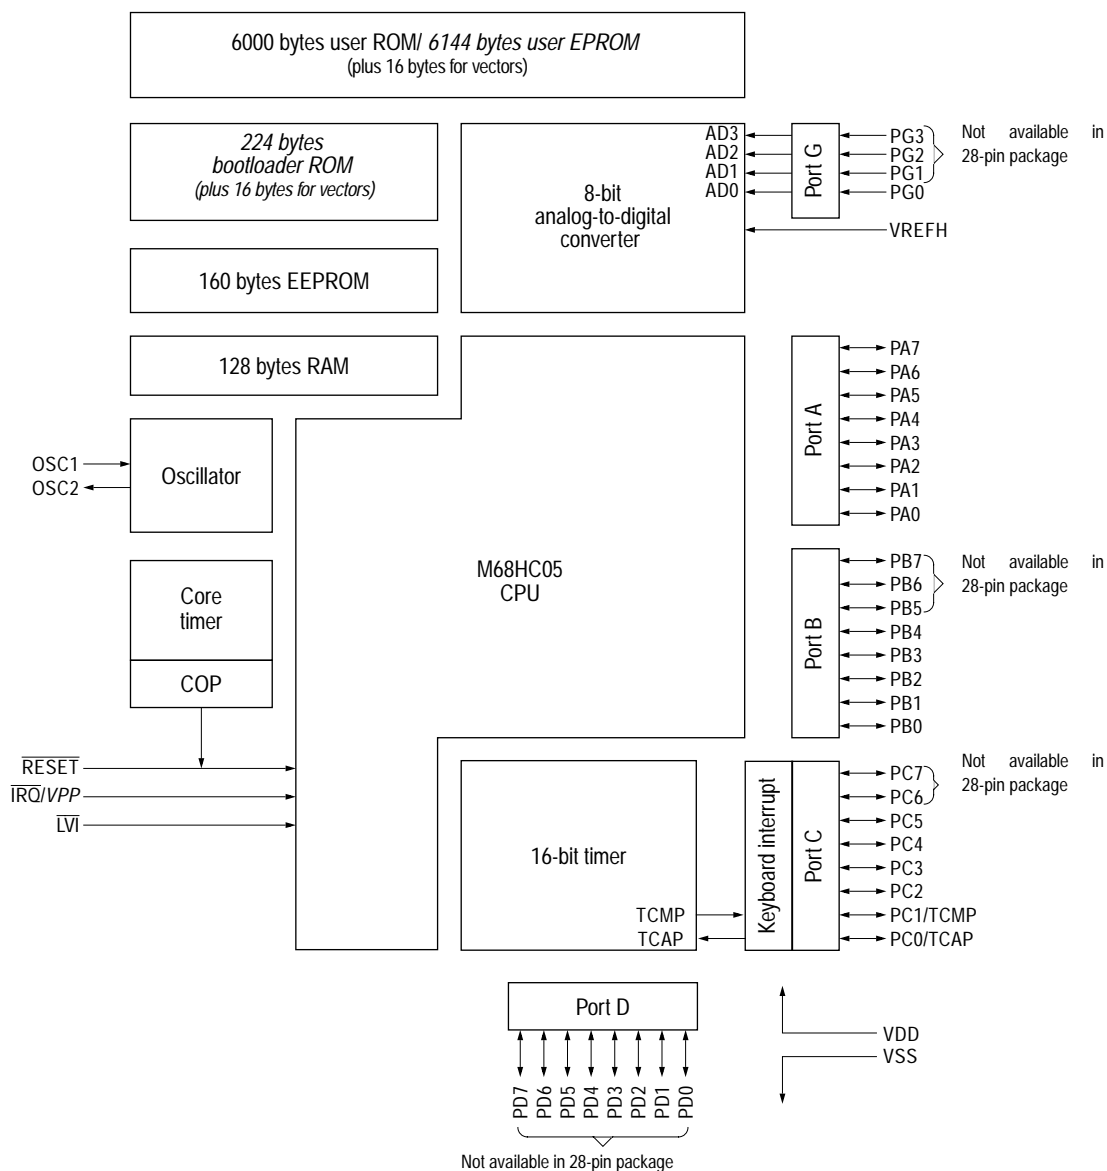 6000 bytes user ROM/ 6144 bytes user EPROM
(plus 16 bytes for vectors)
224 bytes
bootloader ROM
(plus 16 bytes for vectors)
8-bit
analog-to-digital
converter
AD3
AD2
AD1
AD0
Port G
PG3
PG2
PG1
PG0
Not available in
28-pin package
VREFH
160 bytes EEPROM
128 bytes RAM
OSC1
OSC2
Oscillator
Core
timer
COP
RESET
IRQ/VPP
LVI
M68HC05
CPU
Port A
PA7
PA6
PA5
PA4
PA3
PA2
PA1
PA0
Port B
PB7
PB6
PB5
PB4
PB3
PB2
PB1
PB0
Not available in
28-pin package
16-bit timer
TCMP
TCAP
Keyboard interrupt
Port C
PC7
PC6
PC5
PC4
PC3
PC2
PC1/TCMP
PC0/TCAP
Not available in
28-pin package
Port D
PD7
PD6
PD5
PD4
PD3
PD2
PD1
PD0
Not available in 28-pin package
VDD
VSS